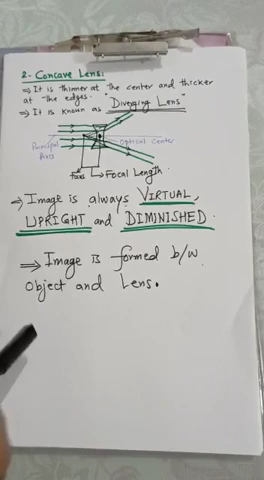 2- Concave Lens:
⇒ It is thinner at the center and thicker
at the edges.
⇒ It is known as "Diverging Lens"
Principal
Axis
Optical Center
Focus
Focal Length
⇒ Image is always VIRTUAL,
UPRIGHT and DIMINISHED.
⇒ Image is formed b/w
Object and Lens.